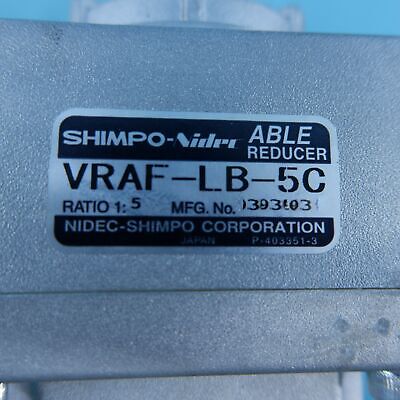 SHIMPO-Nidec ABLE REDUCER
VRAF-LB-5C
RATIO 1: 5 MFG. No.
NIDEC-SHIMPO CORPORATION
JAPAN P-403351-3